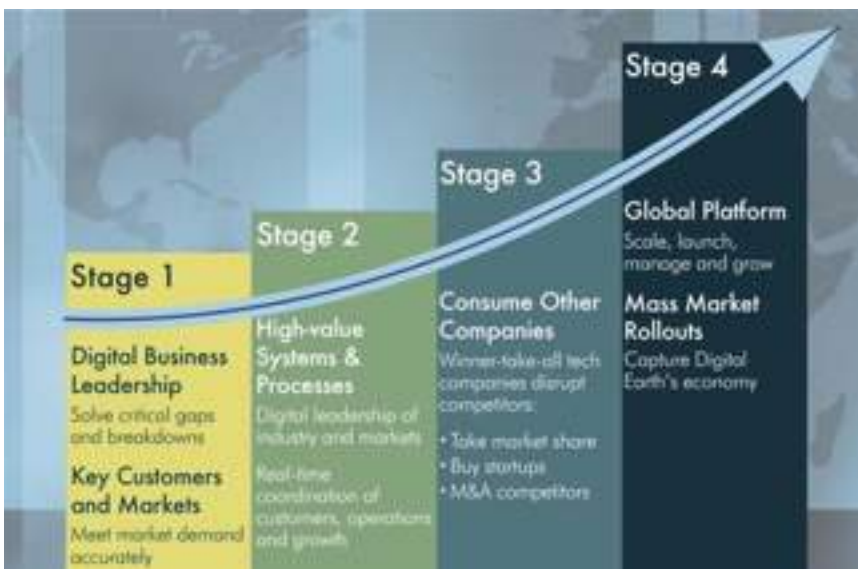 Stage 1
Digital Business
Leadership
Solve critical gaps
and breakdowns
Key Customers
and Markets
Meet market demand
accurately
Stage 2
High-value
Systems &
Processes
Digital leadership of
industry and markets
Real-time
coordination of
customers, operations
and growth
Stage 3
Consume Other
Companies
Winner-take-all tech
companies disrupt
competitors:
• Take market share
• Buy startups
• M&A competitors
Stage 4
Global Platform
Scale, launch,
manage and grow
Mass Market
Rollouts
Capture Digital
Earth's economy